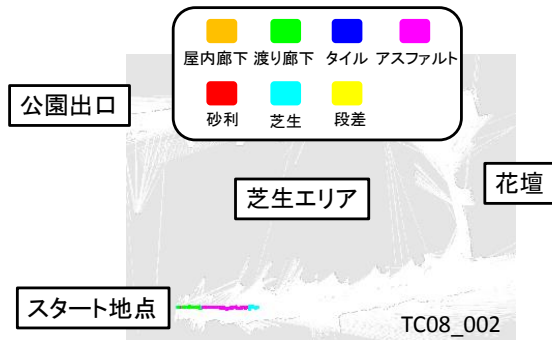 屋内廊下 渡り廊下 タイル アスファルト
砂利 芝生 段差
公園出口
芝生エリア
花壇
スタート地点
TC08_002